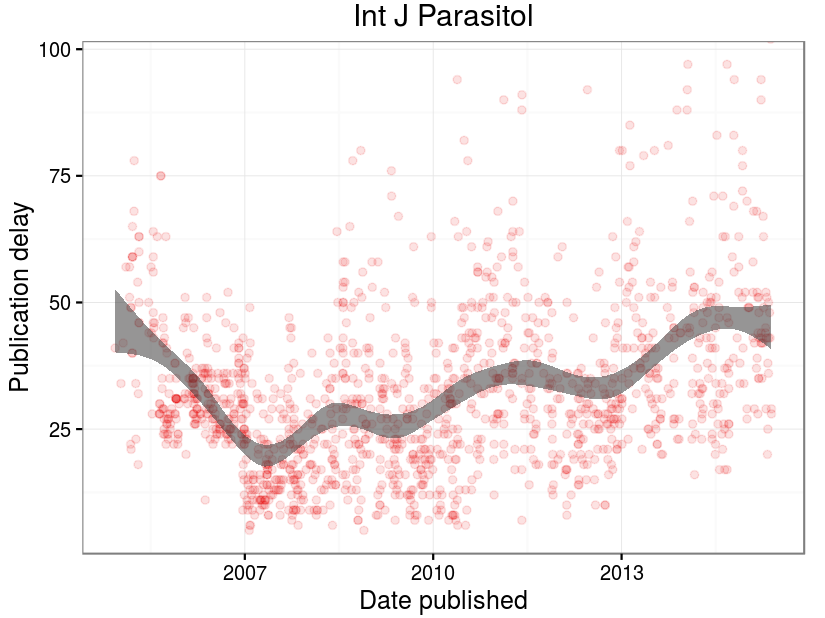 Int J Parasitol
Publication delay
100
75
50
25
2007 2010 2013
Date published